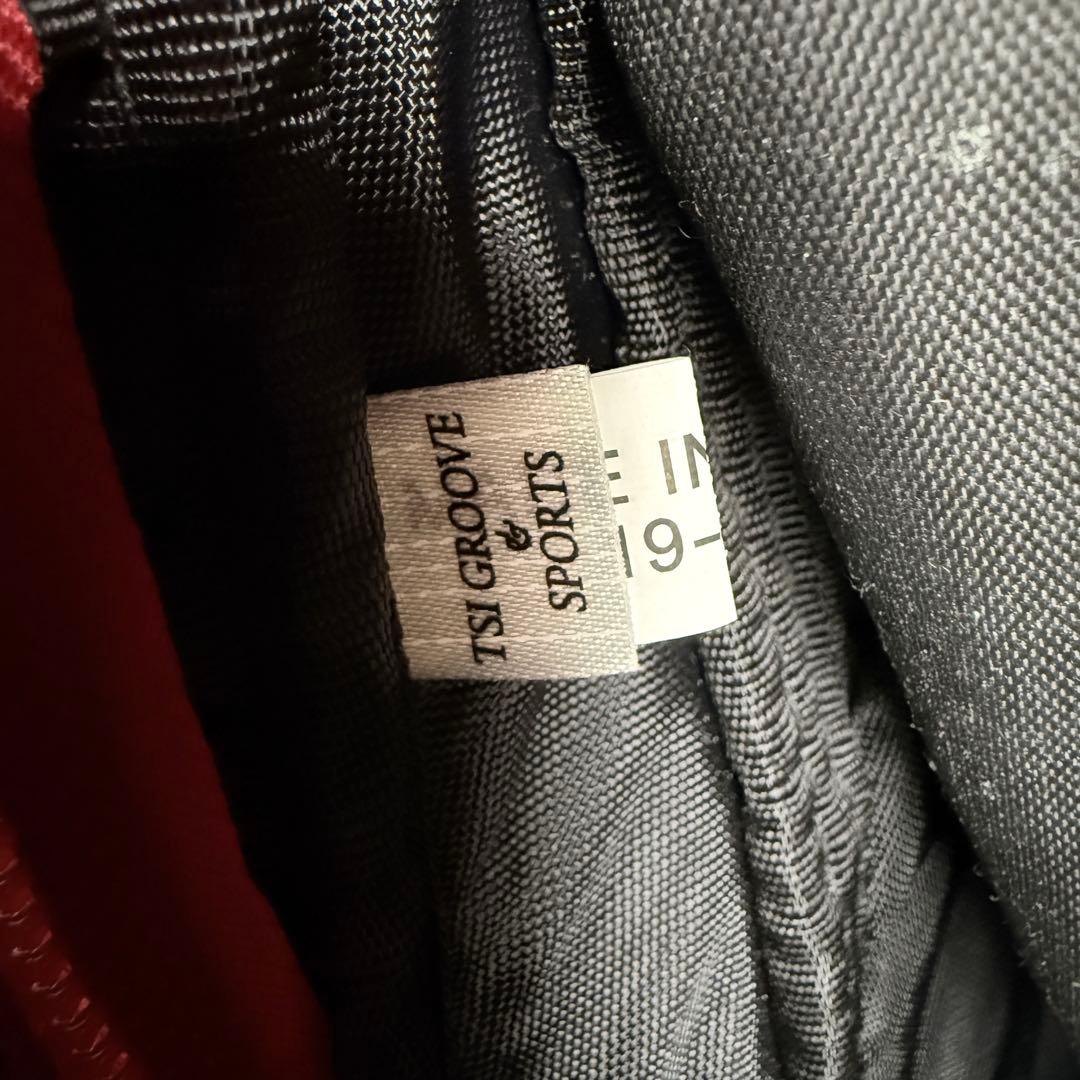 TSI GROOVE
&
SPORTS
E IN
19-